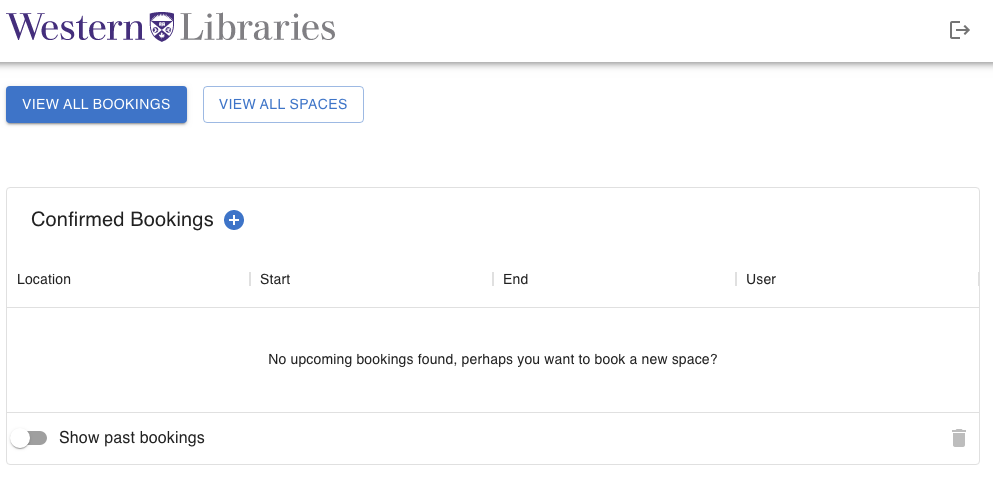 Western Libraries
VIEW ALL BOOKINGS VIEW ALL SPACES
Confirmed Bookings
Location Start End User
No upcoming bookings found, perhaps you want to book a new space?
Show past bookings